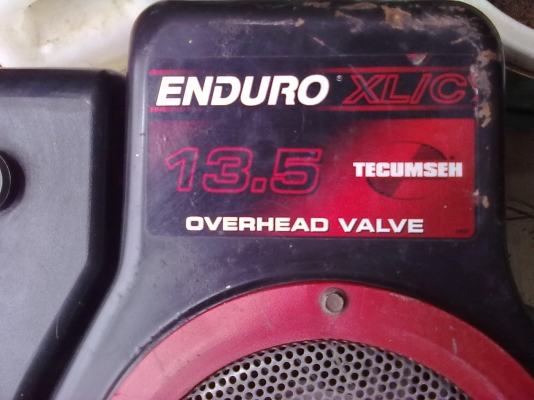 ENDURO XL/C
13.5
TECUMSEH
OVERHEAD VALVE